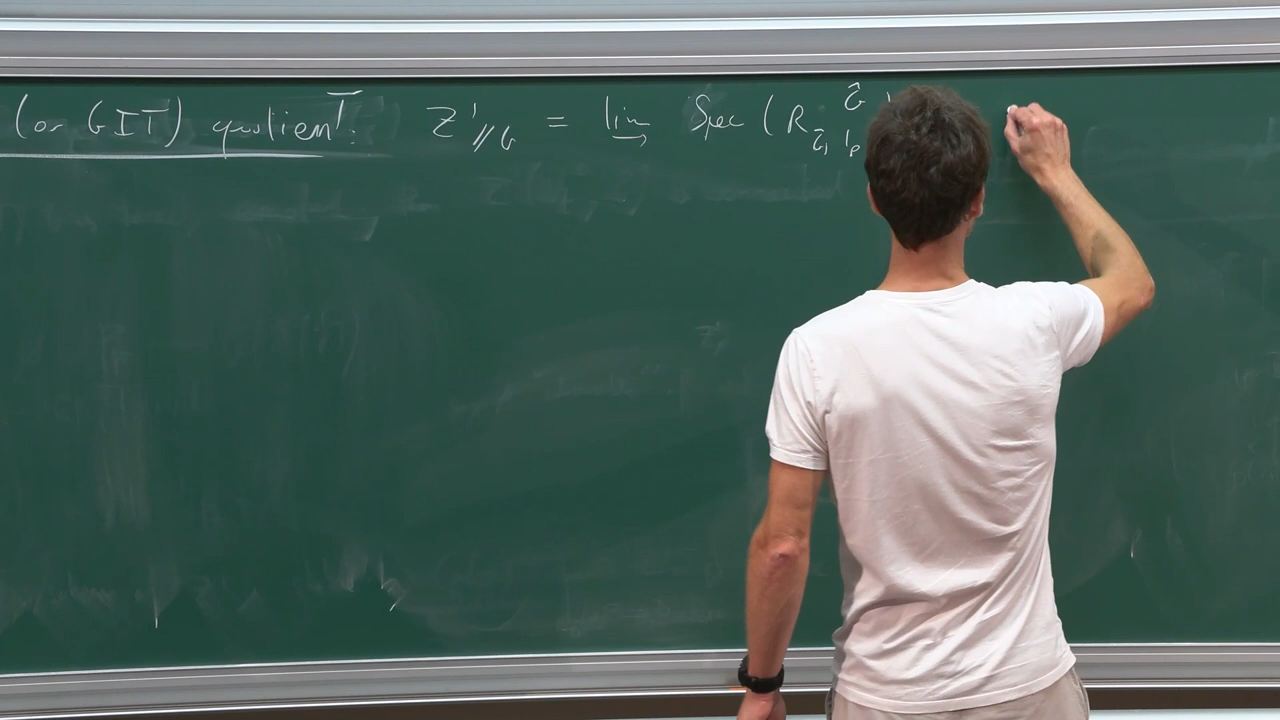 (or GIT) quotient: Z'//G = lim→ Spec (R